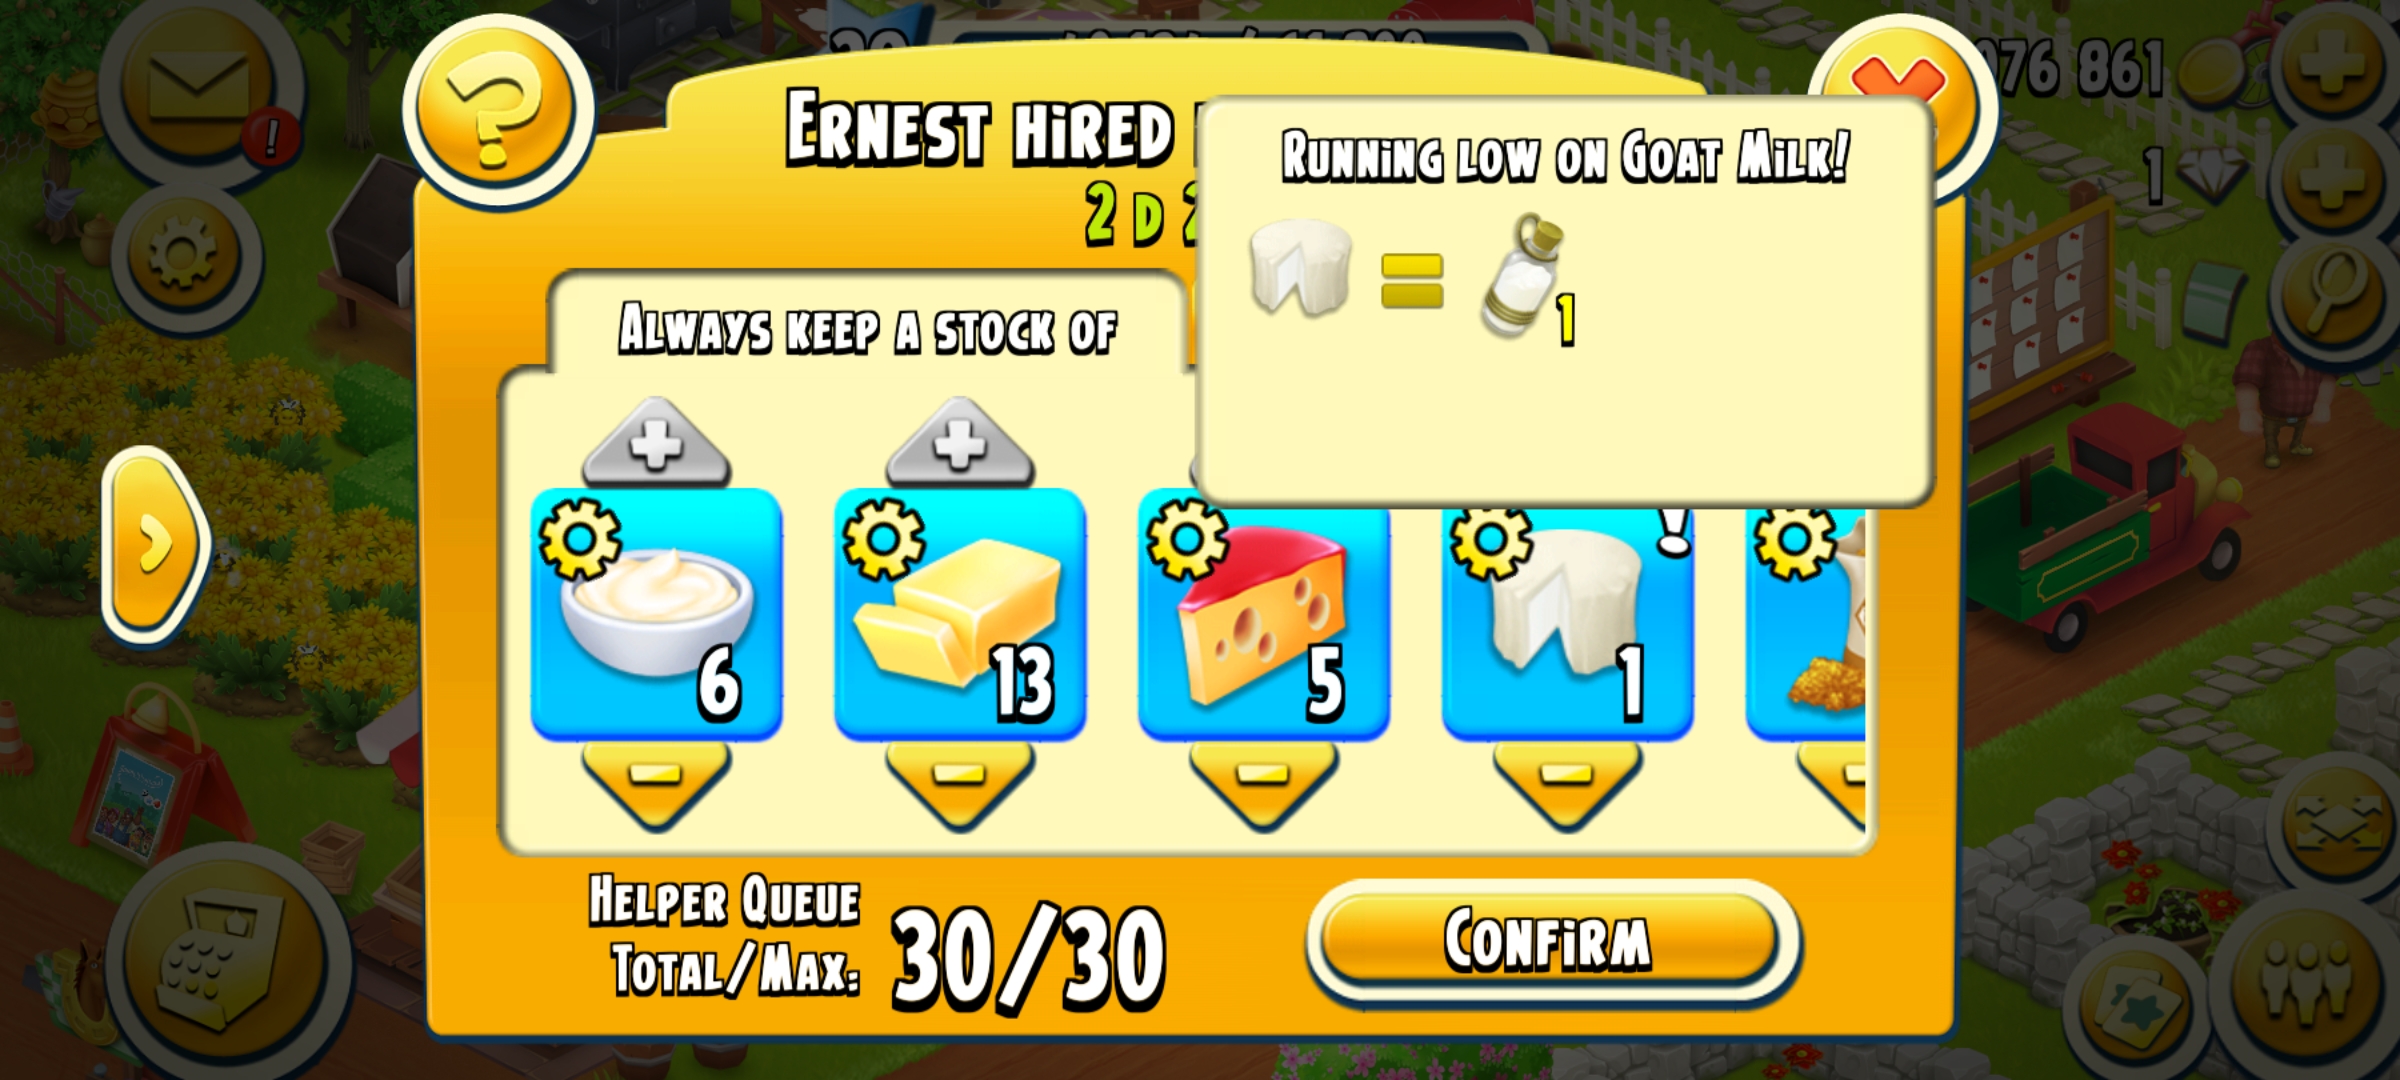 076 861
1
ERNEST HIRED
2 D
RUNNING LOW ON GOAT MILK!
1
ALWAYS KEEP A STOCK OF
6
13
5
1
HELPER QUEUE
TOTAL/MAX:
30/30
CONFIRM